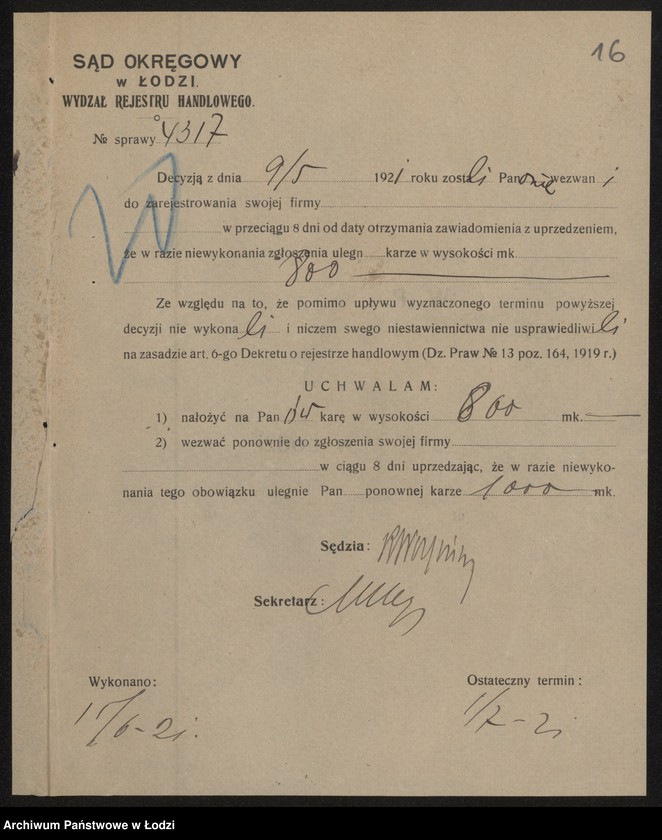 16
SĄD OKRĘGOWY
w ŁODZI.
WYDZAŁ REJESTRU HANDLOWEGO.
№ sprawy 4317
Decyzją z dnia 9/5 1921 roku zostali Panowie wezwani
do zarejestrowania swojej firmy
w przeciągu 8 dni od daty otrzymania zawiadomienia z uprzedzeniem,
że w razie niewykonania zgłoszenia ulegn karze w wysokości mk.
800
Ze względu na to, że pomimo upływu wyznaczonego terminu powyższej
decyzji nie wykonali i niczem swego niestawiennictwa nie usprawiedliwili
na zasadzie art. 6-go Dekretu o rejestrze handlowym (Dz. Praw № 13 poz. 164, 1919 r.)
UCHWALAM:
1) nałożyć na Pan karę w wysokości 800 mk.
2) wezwać ponownie do zgłoszenia swojej firmy
w ciągu 8 dni uprzedzając, że w razie niewyko-
nania tego obowiązku ulegnie Pan ponownej karze 1000 mk.
Sędzia:
Sekretarz:
Wykonano: Ostateczny termin:
17/6-21. 1/7-21
Archiwum Państwowe w Łodzi